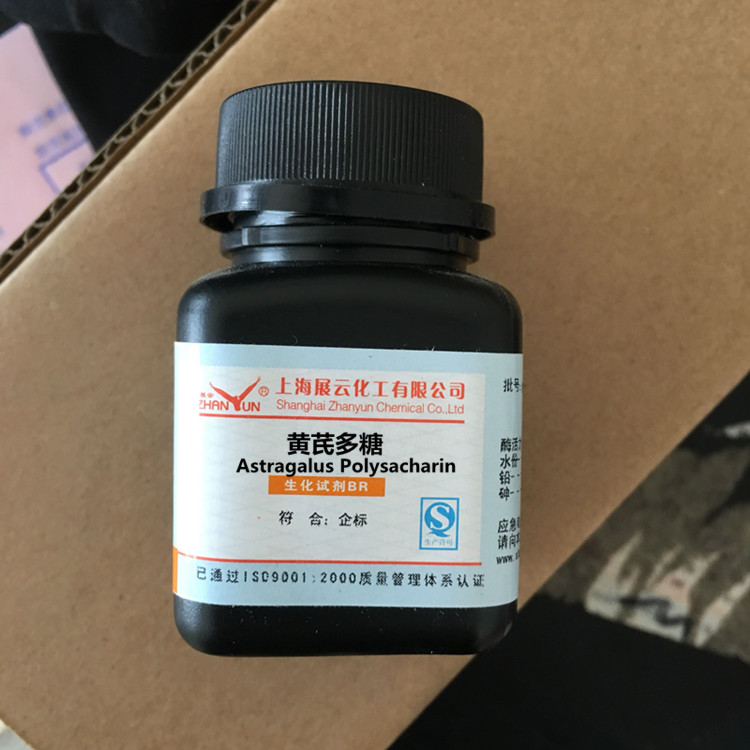 展云
ZHANYUN ®
上海展云化工有限公司
Shanghai Zhanyun Chemical Co.,Ltd
黄芪多糖
Astragalus Polysacharin
生化试剂BR
符 合: 企标
QS
生产许可
已通过ISO9001:2000质量管理体系认证
批号
酶活
水份--
铅--
砷--
应急
请向